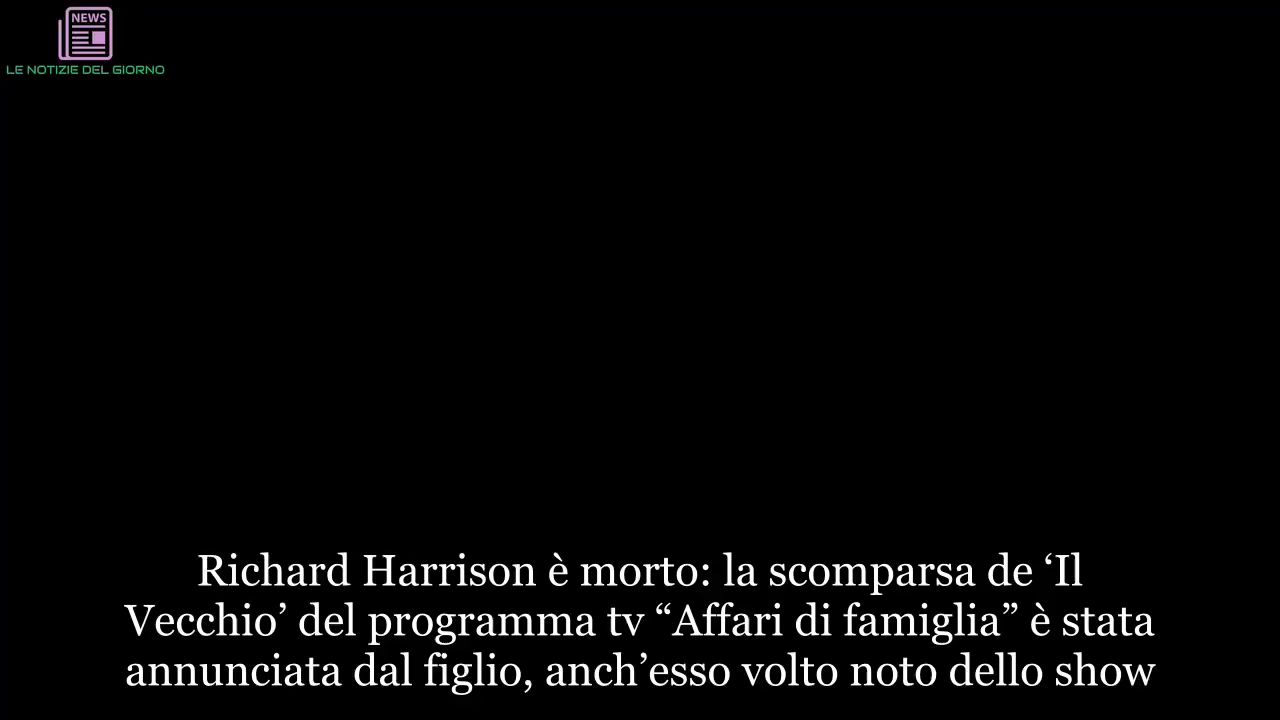 NEWS
LE NOTIZIE DEL GIORNO
Richard Harrison è morto: la scomparsa de ‘Il
Vecchio’ del programma tv “Affari di famiglia” è stata
annunciata dal figlio, anch’esso volto noto dello show